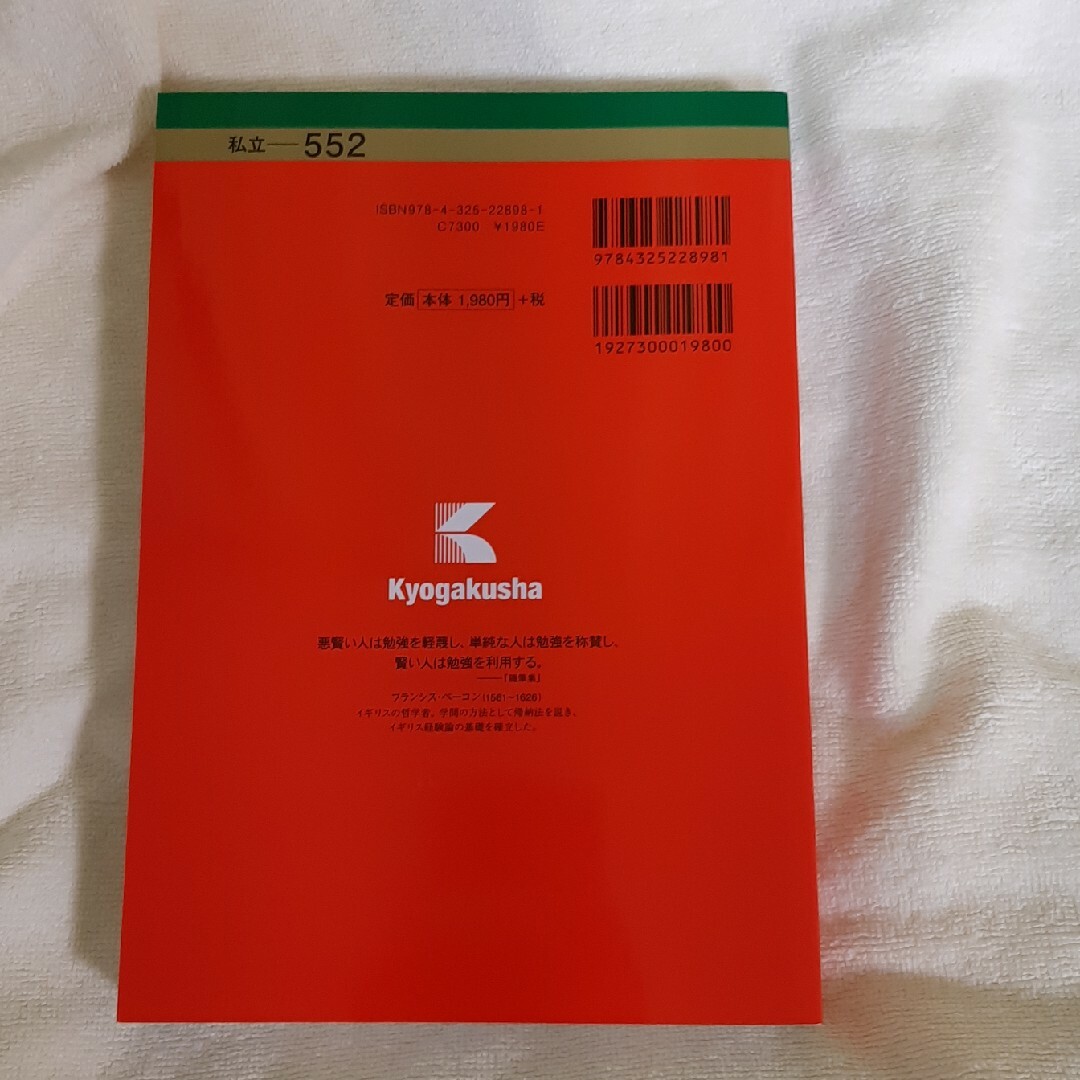 私立—552
ISBN978-4-325-22898-1
C7300 ¥1980E
9784325228981
定価 本体 1,980円 +税
1927300019800
Kyogakusha
悪賢い人は勉強を軽蔑し、単純な人は勉強を称賛し、
賢い人は勉強を利用する。
——『随筆集』
フランシス・ベーコン(1561-1626)
イギリスの哲学者。学問の方法として帰納法を説き、
イギリス経験論の基礎を確立した。